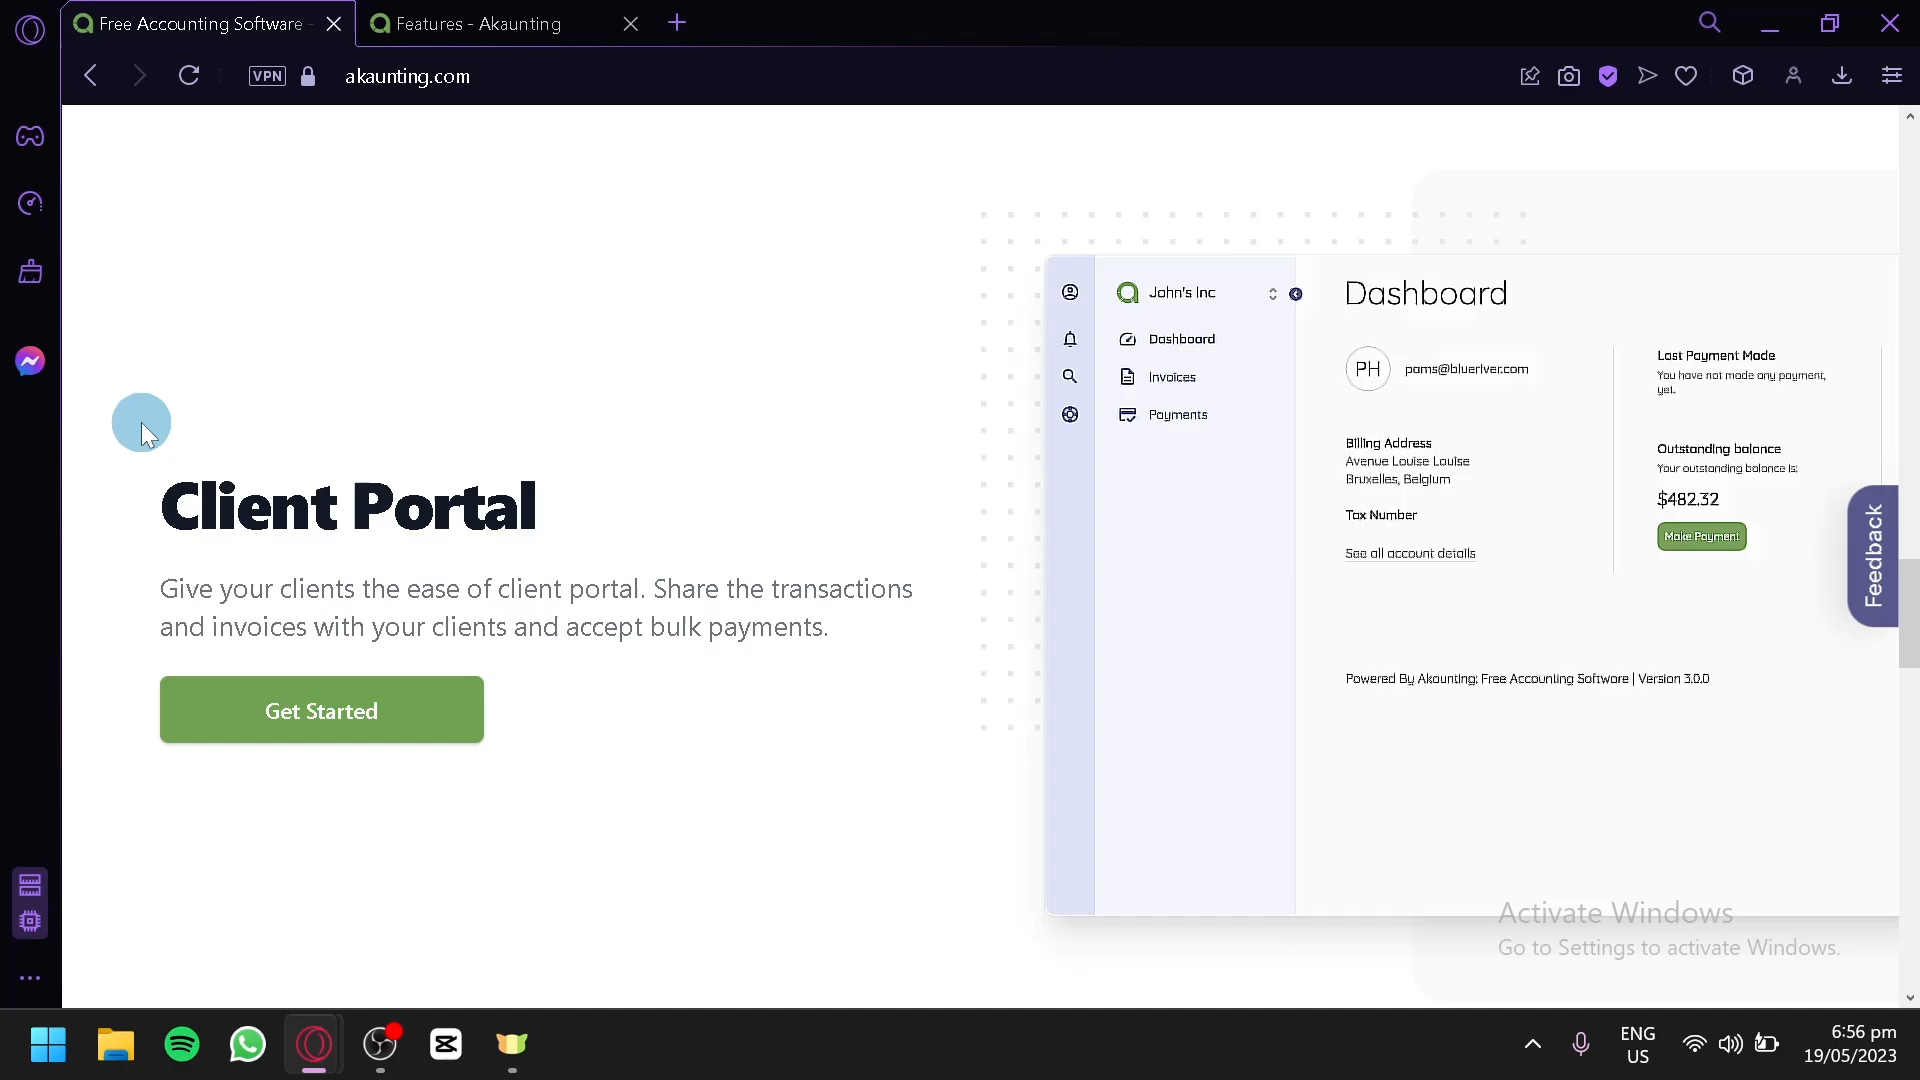 Free Accounting Software -
Features - Akaunting
VPN
akaunting.com
Client Portal
Give your clients the ease of client portal. Share the transactions
and invoices with your clients and accept bulk payments.
Get Started
John's Inc
Dashboard
Invoices
Payments
Dashboard
PH
pams@blueriver.com
Billing Address
Avenue Louise Louise
Bruxelles, Belgium
Tax Number
See all account details
Last Payment Made
You have not made any payment,
yet.
Outstanding balance
Your outstanding balance is:
$482.32
Make Payment
Powered By Akaunting: Free Accounting Software | Version 3.0.0
Feedback
Activate Windows
Go to Settings to activate Windows.
ENG
US
6:56 pm
19/05/2023